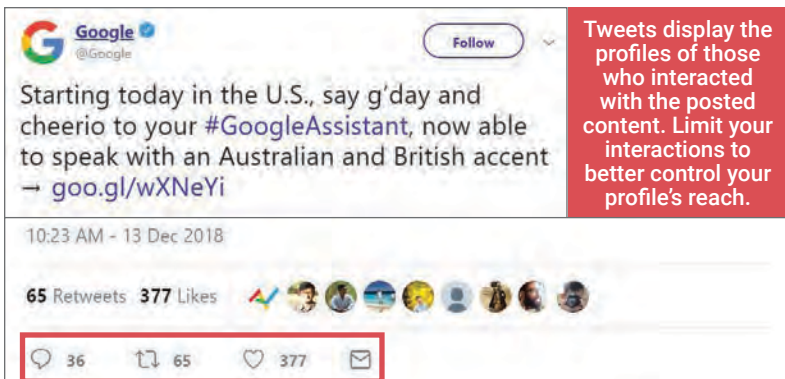 Google
@Google
Follow
Starting today in the U.S., say g'day and
cheerio to your #GoogleAssistant, now able
to speak with an Australian and British accent
→ goo.gl/wXNeYi
10:23 AM - 13 Dec 2018
65 Retweets 377 Likes
36 65 377
Tweets display the
profiles of those
who interacted
with the posted
content. Limit your
interactions to
better control your
profile's reach.